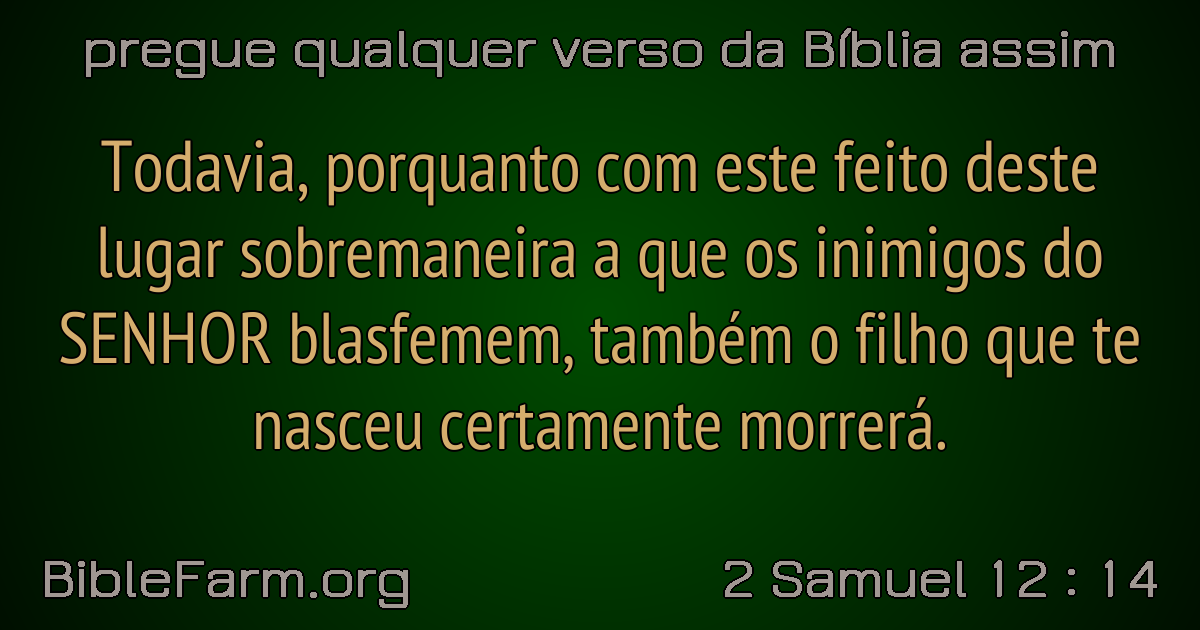 pregue qualquer verso da Bíblia assim
Todavia, porquanto com este feito deste
lugar sobremaneira a que os inimigos do
SENHOR blasfemem, também o filho que te
nasceu certamente morrerá.
BibleFarm.org
2 Samuel 12 : 14